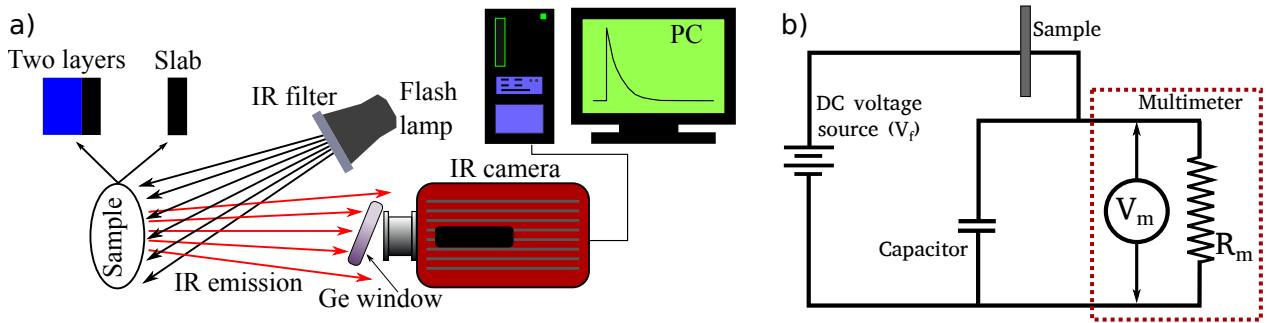 a)
Two layers
Slab
IR filter
Flash
lamp
PC
IR camera
Sample
IR emission
Ge window
b)
Sample
DC voltage
source (V_f)
Multimeter
Capacitor
V_m
R_m